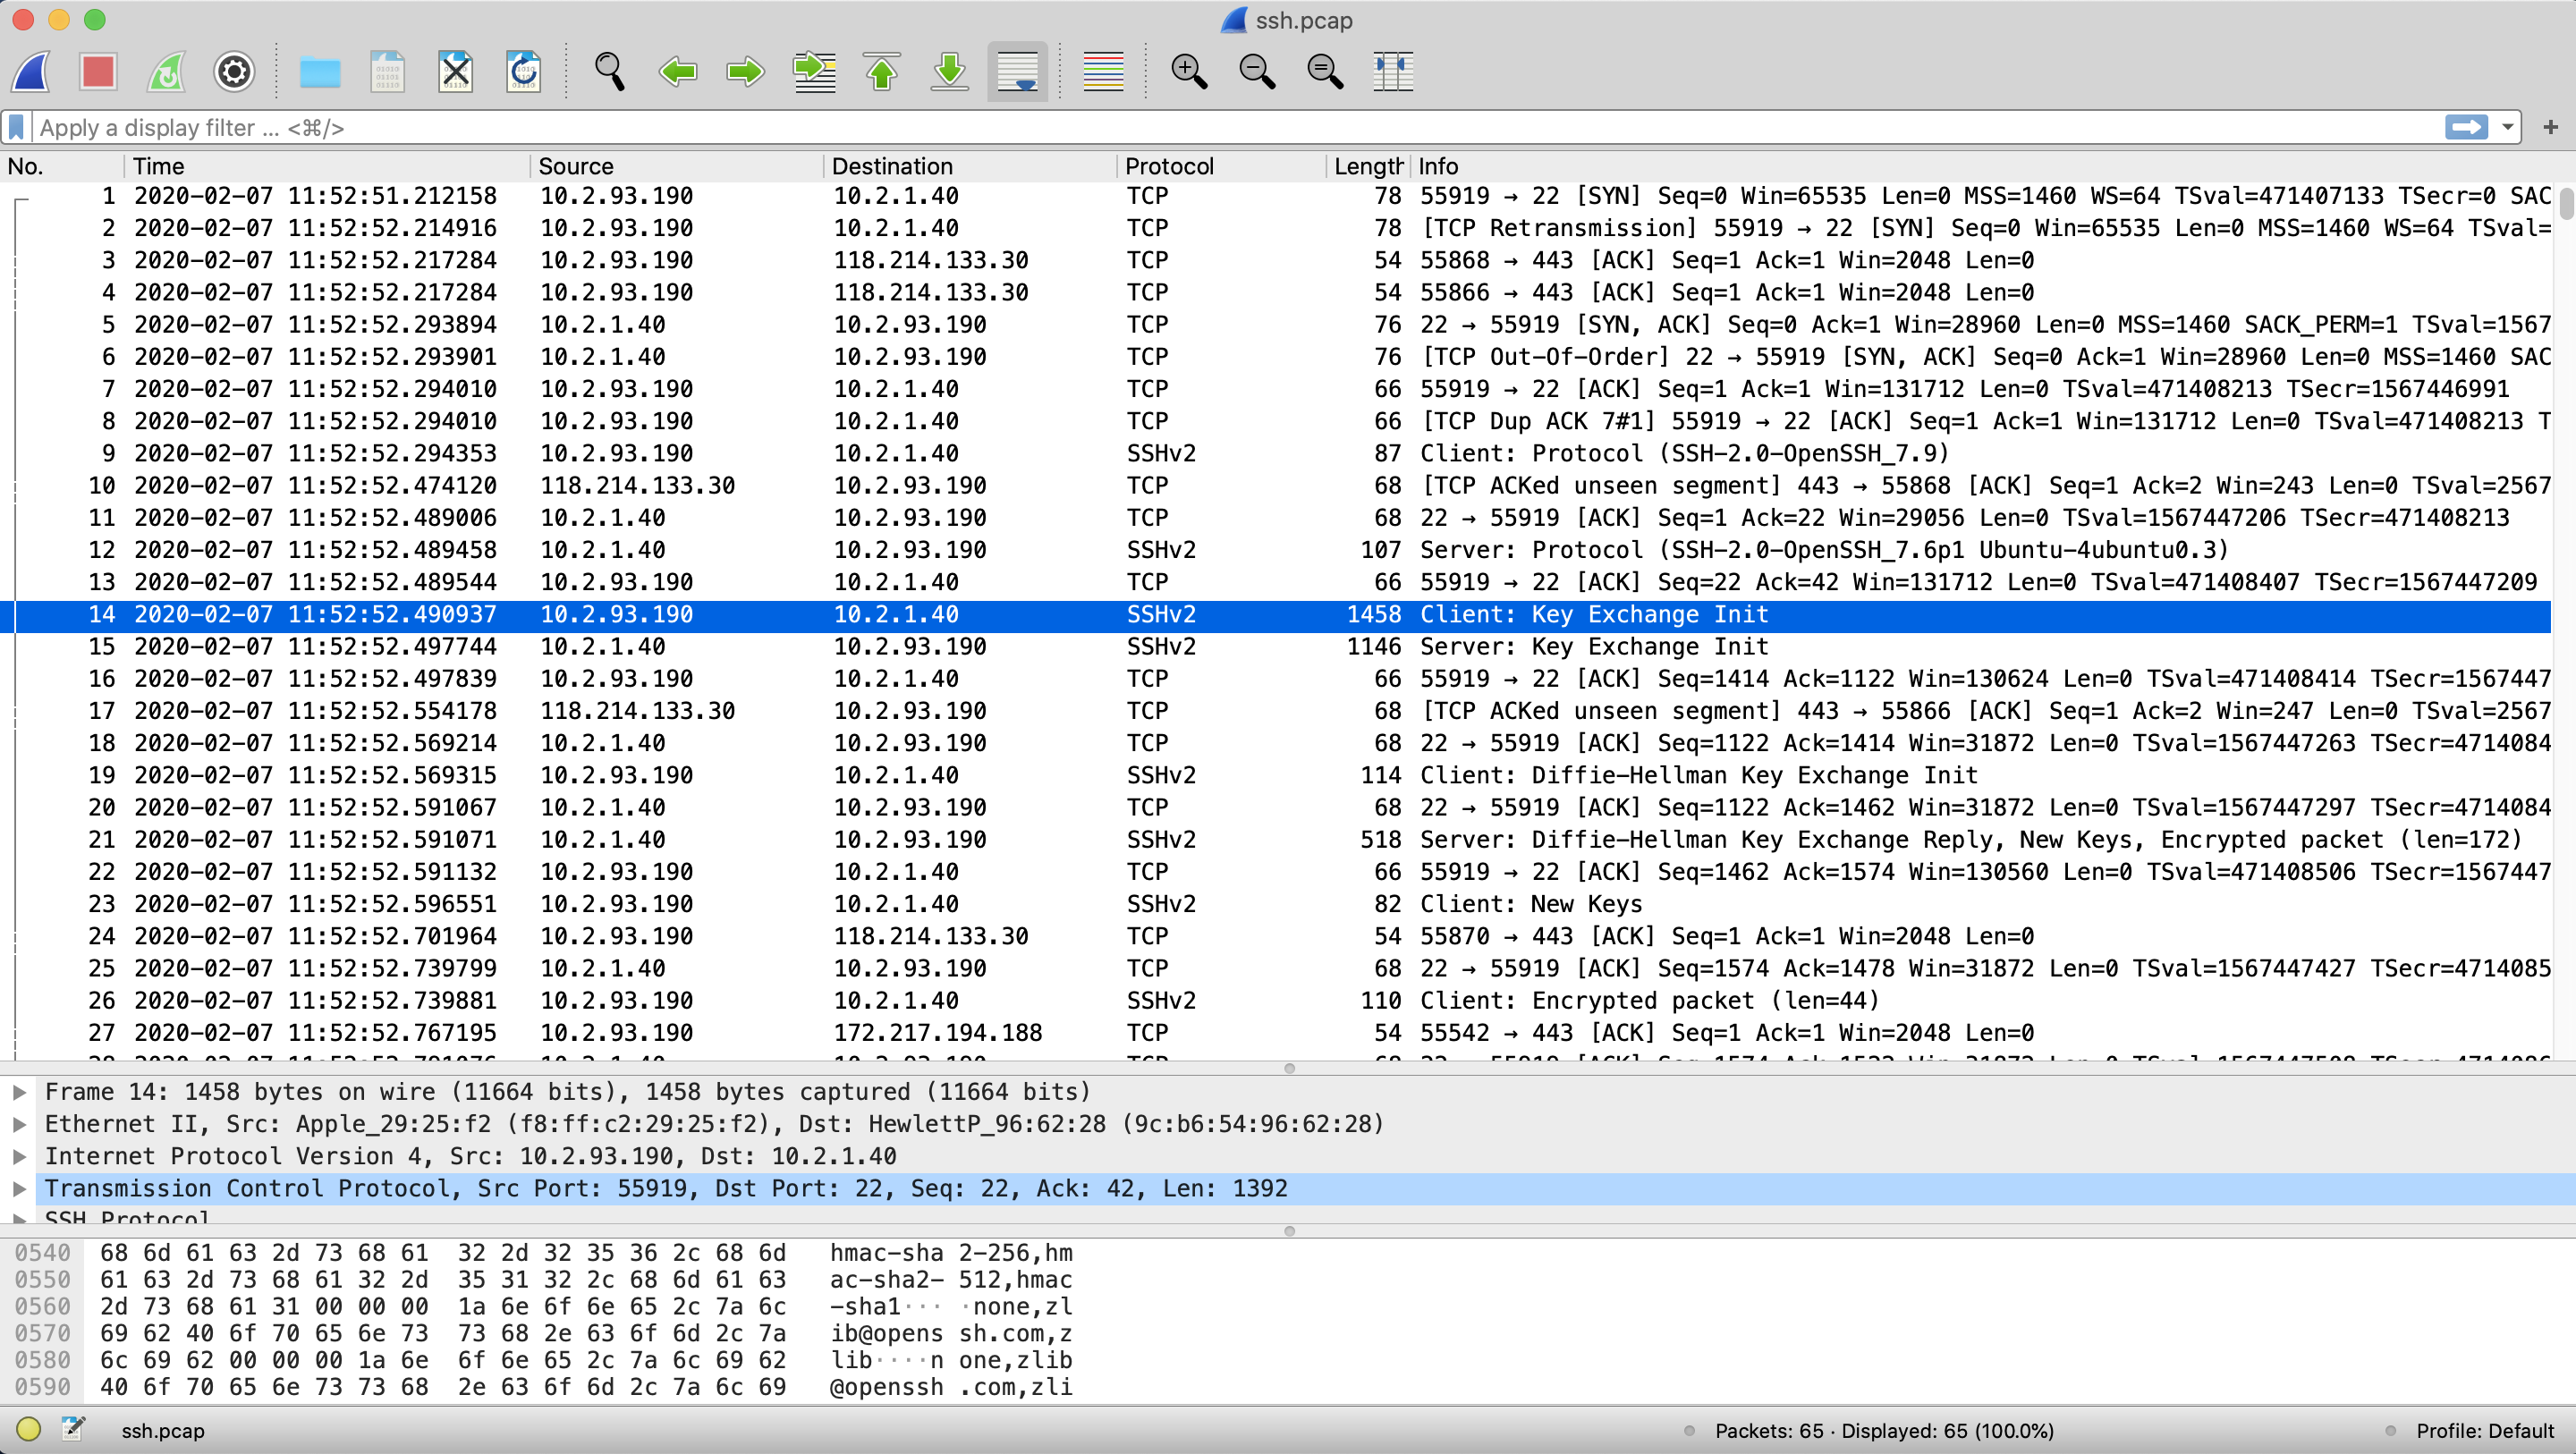 ssh.pcap
Apply a display filter ... <⌘/>
No. Time Source Destination Protocol Length Info
1 2020-02-07 11:52:51.212158 10.2.93.190 10.2.1.40 TCP 78 55919 → 22 [SYN] Seq=0 Win=65535 Len=0 MSS=1460 WS=64 TSval=471407133 TSecr=0 SAC
2 2020-02-07 11:52:52.214916 10.2.93.190 10.2.1.40 TCP 78 [TCP Retransmission] 55919 → 22 [SYN] Seq=0 Win=65535 Len=0 MSS=1460 WS=64 TSval=
3 2020-02-07 11:52:52.217284 10.2.93.190 118.214.133.30 TCP 54 55868 → 443 [ACK] Seq=1 Ack=1 Win=2048 Len=0
4 2020-02-07 11:52:52.217284 10.2.93.190 118.214.133.30 TCP 54 55866 → 443 [ACK] Seq=1 Ack=1 Win=2048 Len=0
5 2020-02-07 11:52:52.293894 10.2.1.40 10.2.93.190 TCP 76 22 → 55919 [SYN, ACK] Seq=0 Ack=1 Win=28960 Len=0 MSS=1460 SACK_PERM=1 TSval=1567
6 2020-02-07 11:52:52.293901 10.2.1.40 10.2.93.190 TCP 76 [TCP Out-Of-Order] 22 → 55919 [SYN, ACK] Seq=0 Ack=1 Win=28960 Len=0 MSS=1460 SAC
7 2020-02-07 11:52:52.294010 10.2.93.190 10.2.1.40 TCP 66 55919 → 22 [ACK] Seq=1 Ack=1 Win=131712 Len=0 TSval=471408213 TSecr=1567446991
8 2020-02-07 11:52:52.294010 10.2.93.190 10.2.1.40 TCP 66 [TCP Dup ACK 7#1] 55919 → 22 [ACK] Seq=1 Ack=1 Win=131712 Len=0 TSval=471408213 T
9 2020-02-07 11:52:52.294353 10.2.93.190 10.2.1.40 SSHv2 87 Client: Protocol (SSH-2.0-OpenSSH_7.9)
10 2020-02-07 11:52:52.474120 118.214.133.30 10.2.93.190 TCP 68 [TCP ACKed unseen segment] 443 → 55868 [ACK] Seq=1 Ack=2 Win=243 Len=0 TSval=2567
11 2020-02-07 11:52:52.489006 10.2.1.40 10.2.93.190 TCP 68 22 → 55919 [ACK] Seq=1 Ack=22 Win=29056 Len=0 TSval=1567447206 TSecr=471408213
12 2020-02-07 11:52:52.489458 10.2.1.40 10.2.93.190 SSHv2 107 Server: Protocol (SSH-2.0-OpenSSH_7.6p1 Ubuntu-4ubuntu0.3)
13 2020-02-07 11:52:52.489544 10.2.93.190 10.2.1.40 TCP 66 55919 → 22 [ACK] Seq=22 Ack=42 Win=131712 Len=0 TSval=471408407 TSecr=1567447209
14 2020-02-07 11:52:52.490937 10.2.93.190 10.2.1.40 SSHv2 1458 Client: Key Exchange Init
15 2020-02-07 11:52:52.497744 10.2.1.40 10.2.93.190 SSHv2 1146 Server: Key Exchange Init
16 2020-02-07 11:52:52.497839 10.2.93.190 10.2.1.40 TCP 66 55919 → 22 [ACK] Seq=1414 Ack=1122 Win=130624 Len=0 TSval=471408414 TSecr=1567447
17 2020-02-07 11:52:52.554178 118.214.133.30 10.2.93.190 TCP 68 [TCP ACKed unseen segment] 443 → 55866 [ACK] Seq=1 Ack=2 Win=247 Len=0 TSval=2567
18 2020-02-07 11:52:52.569214 10.2.1.40 10.2.93.190 TCP 68 22 → 55919 [ACK] Seq=1122 Ack=1414 Win=31872 Len=0 TSval=1567447263 TSecr=4714084
19 2020-02-07 11:52:52.569315 10.2.93.190 10.2.1.40 SSHv2 114 Client: Diffie-Hellman Key Exchange Init
20 2020-02-07 11:52:52.591067 10.2.1.40 10.2.93.190 TCP 68 22 → 55919 [ACK] Seq=1122 Ack=1462 Win=31872 Len=0 TSval=1567447297 TSecr=4714084
21 2020-02-07 11:52:52.591071 10.2.1.40 10.2.93.190 SSHv2 518 Server: Diffie-Hellman Key Exchange Reply, New Keys, Encrypted packet (len=172)
22 2020-02-07 11:52:52.591132 10.2.93.190 10.2.1.40 TCP 66 55919 → 22 [ACK] Seq=1462 Ack=1574 Win=130560 Len=0 TSval=471408506 TSecr=1567447
23 2020-02-07 11:52:52.596551 10.2.93.190 10.2.1.40 SSHv2 82 Client: New Keys
24 2020-02-07 11:52:52.701964 10.2.93.190 118.214.133.30 TCP 54 55870 → 443 [ACK] Seq=1 Ack=1 Win=2048 Len=0
25 2020-02-07 11:52:52.739799 10.2.1.40 10.2.93.190 TCP 68 22 → 55919 [ACK] Seq=1574 Ack=1478 Win=31872 Len=0 TSval=1567447427 TSecr=4714085
26 2020-02-07 11:52:52.739881 10.2.93.190 10.2.1.40 SSHv2 110 Client: Encrypted packet (len=44)
27 2020-02-07 11:52:52.767195 10.2.93.190 172.217.194.188 TCP 54 55542 → 443 [ACK] Seq=1 Ack=1 Win=2048 Len=0
Frame 14: 1458 bytes on wire (11664 bits), 1458 bytes captured (11664 bits)
Ethernet II, Src: Apple_29:25:f2 (f8:ff:c2:29:25:f2), Dst: HewlettP_96:62:28 (9c:b6:54:96:62:28)
Internet Protocol Version 4, Src: 10.2.93.190, Dst: 10.2.1.40
Transmission Control Protocol, Src Port: 55919, Dst Port: 22, Seq: 22, Ack: 42, Len: 1392
SSH Protocol
0540 68 6d 61 63 2d 73 68 61 32 2d 32 35 36 2c 68 6d hmac-sha 2-256,hm
0550 61 63 2d 73 68 61 32 2d 35 31 32 2c 68 6d 61 63 ac-sha2- 512,hmac
0560 2d 73 68 61 31 00 00 00 1a 6e 6f 6e 65 2c 7a 6c -sha1··· ·none,zl
0570 69 62 40 6f 70 65 6e 73 73 68 2e 63 6f 6d 2c 7a ib@opens sh.com,z
0580 6c 69 62 00 00 00 1a 6e 6f 6e 65 2c 7a 6c 69 62 lib····n one,zlib
0590 40 6f 70 65 6e 73 73 68 2e 63 6f 6d 2c 7a 6c 69 @openssh .com,zli
ssh.pcap Packets: 65 · Displayed: 65 (100.0%) Profile: Default